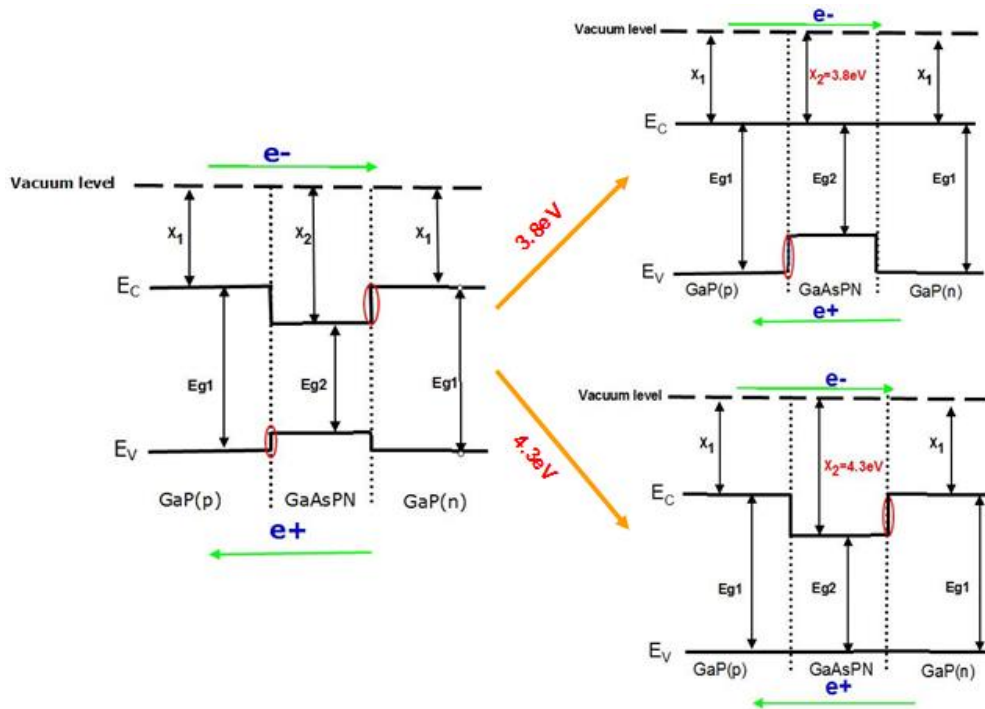 e-
Vacuum level
X1
X2
X1
EC
Eg1
Eg2
Eg1
EV
GaP(p)
GaAsPN
GaP(n)
e+
3.8eV
4.3eV
e-
Vacuum level
X1
X2=3.8eV
X1
EC
Eg1
Eg2
Eg1
EV
GaP(p)
GaAsPN
GaP(n)
e+
e-
Vacuum level
X1
X2=4.3eV
X1
EC
Eg1
Eg2
Eg1
EV
GaP(p)
GaAsPN
GaP(n)
e+